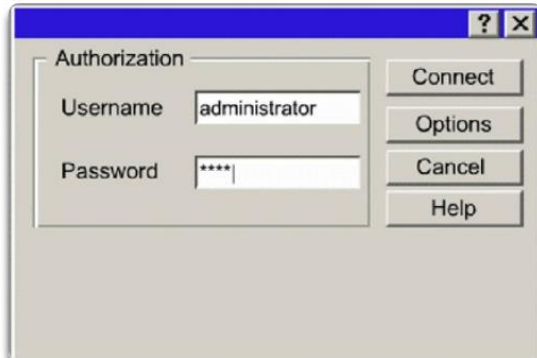 ? X
Authorization
Username administrator
Password ****
Connect
Options
Cancel
Help